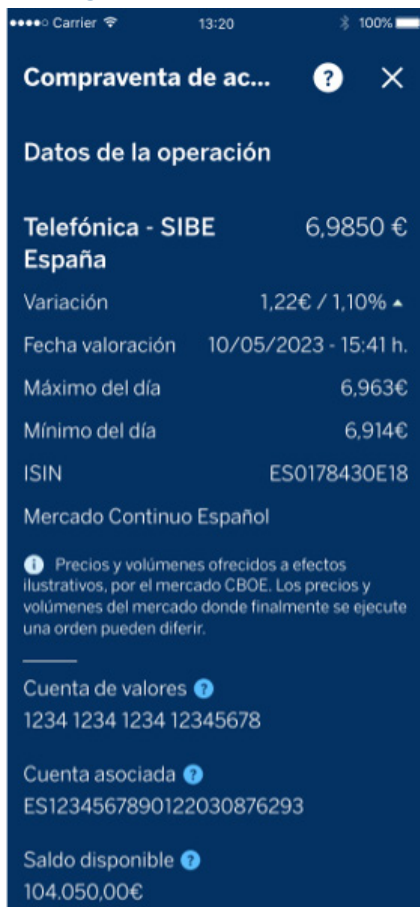 Carrier 13:20 100%
Compraventa de ac... ? ×
Datos de la operación
Telefónica - SIBE 6,9850 €
España
Variación 1,22€ / 1,10% ▲
Fecha valoración 10/05/2023 - 15:41 h.
Máximo del día 6,963€
Mínimo del día 6,914€
ISIN ES0178430E18
Mercado Continuo Español
i Precios y volúmenes ofrecidos a efectos
ilustrativos, por el mercado CBOE. Los precios y
volúmenes del mercado donde finalmente se ejecute
una orden pueden diferir.
Cuenta de valores ?
1234 1234 1234 12345678
Cuenta asociada ?
ES1234567890122030876293
Saldo disponible ?
104.050,00€